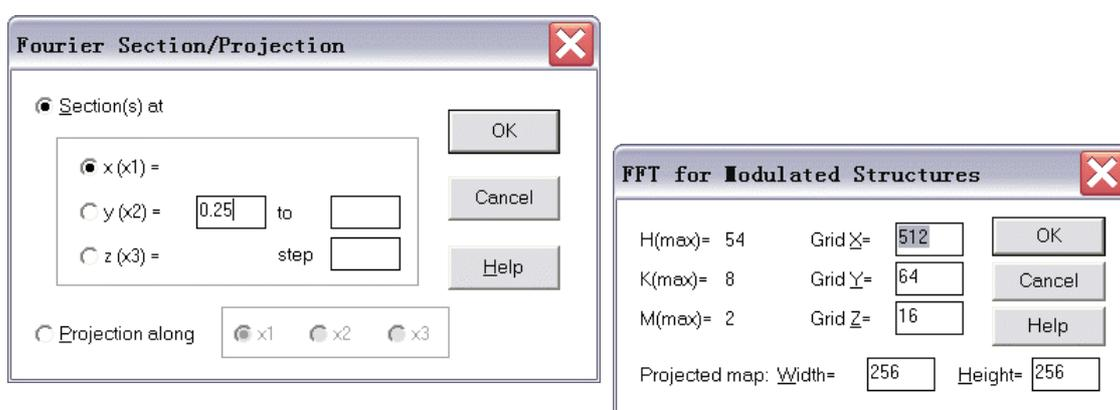 Fourier Section/Projection
Section(s) at
x (x1) =
y (x2) = 0.25 to
z (x3) = step
Projection along x1 x2 x3
OK
Cancel
Help
FFT for Modulated Structures
H(max)= 54 Grid X= 512
K(max)= 8 Grid Y= 64
M(max)= 2 Grid Z= 16
Projected map: Width= 256 Height= 256
OK
Cancel
Help